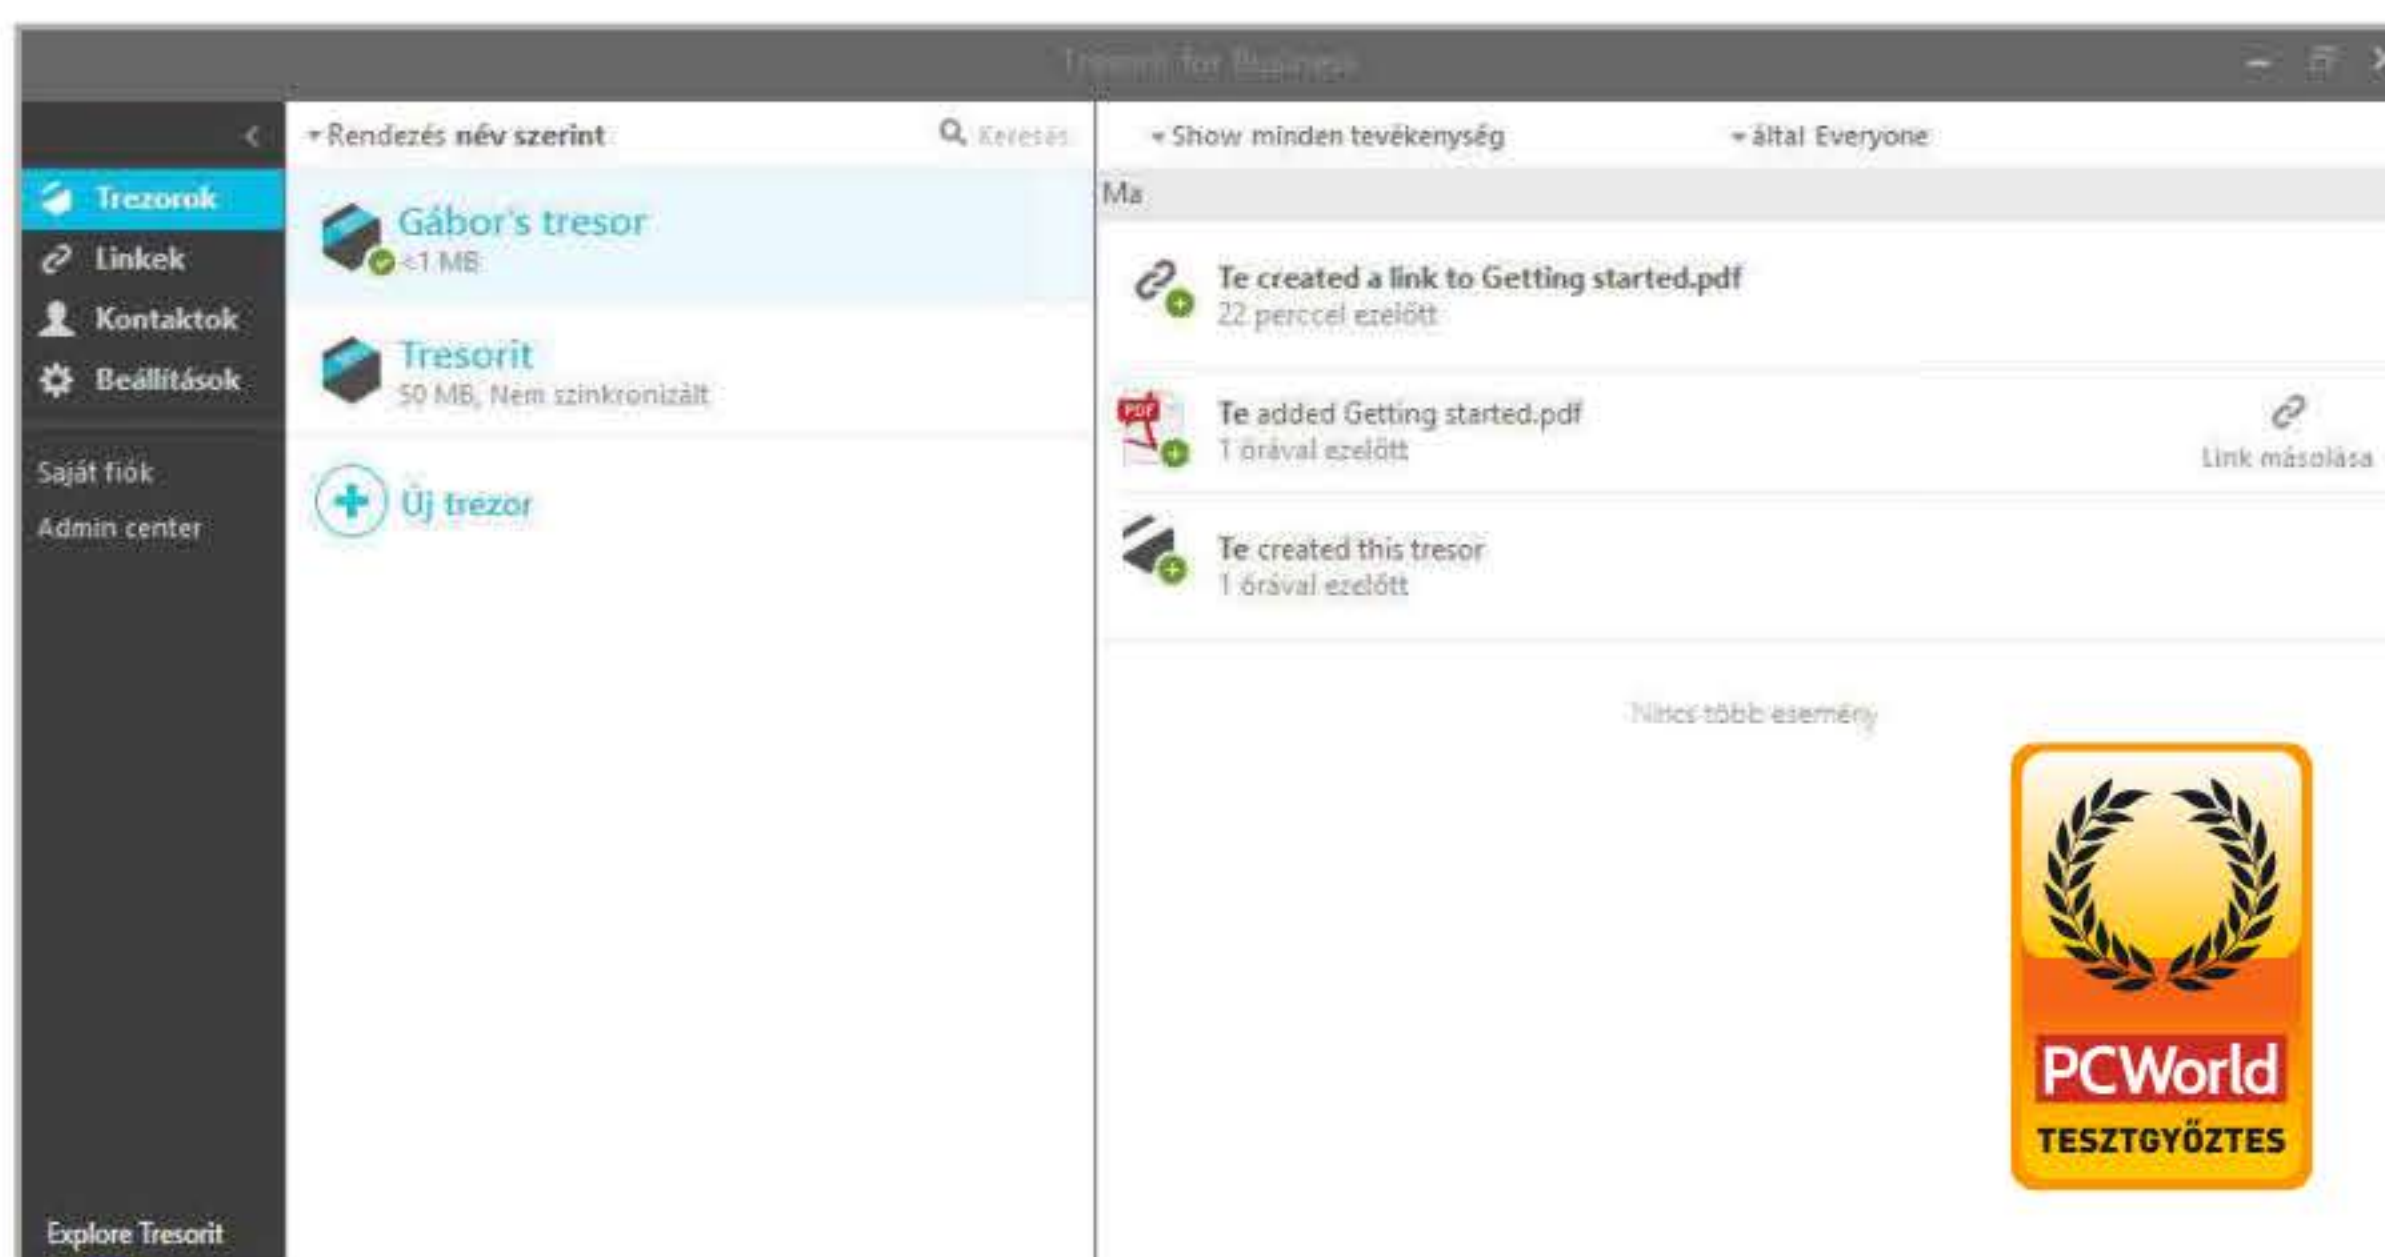 Tresorit for Business
Rendezés név szerint
Keresés
Show minden tevékenység
által Everyone
Trezorok
Linkek
Kontaktok
Beállítások
Saját fiók
Admin center
Explore Tresorit
Gábor's tresor
<1 MB
Tresorit
50 MB, Nem szinkronizált
Új trezor
Ma
Te created a link to Getting started.pdf
22 perccel ezelőtt
PDF
Te added Getting started.pdf
1 órával ezelőtt
Link másolása
Te created this tresor
1 órával ezelőtt
Nincs több esemény
PCWorld
TESZTGYŐZTES